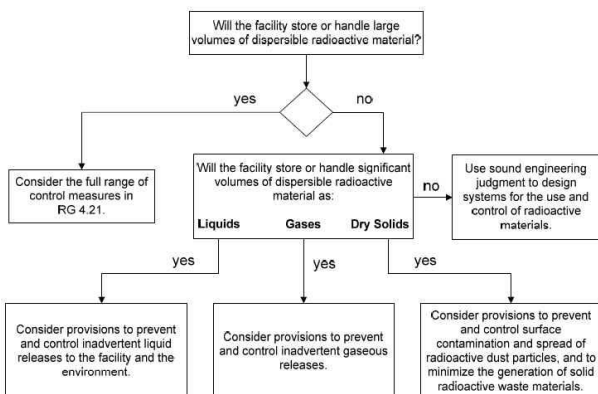 Will the facility store or handle large
volumes of dispersible radioactive material?
yes
no
Consider the full range of
control measures in
RG 4.21.
Will the facility store or handle significant
volumes of dispersible radioactive
material as:
Liquids Gases Dry Solids
no
Use sound engineering
judgment to design
systems for the use and
control of radioactive
materials.
yes
yes
yes
Consider provisions to prevent
and control inadvertent liquid
releases to the facility and the
environment.
Consider provisions to prevent
and control inadvertent gaseous
releases.
Consider provisions to prevent
and control surface
contamination and spread of
radioactive dust particles, and to
minimize the generation of solid
radioactive waste materials.